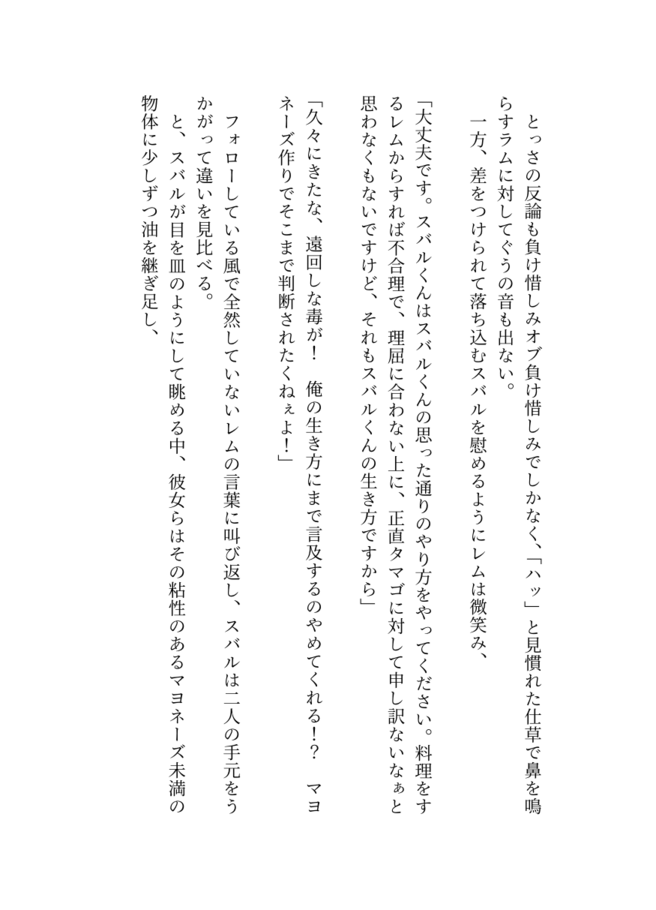 とっさの反論も負け惜しみオブ負け惜しみでしかなく、「ハッ」と見慣れた仕草で鼻を鳴
らすラムに対してぐうの音も出ない。
　一方、差をつけられて落ち込むスバルを慰めるようにレムは微笑み、
「大丈夫です。スバルくんはスバルくんの思った通りのやり方をやってください。料理をす
るレムからすれば不合理で、理屈に合わない上に、正直タマゴに対して申し訳ないなぁと
思わなくもないですけど、それもスバルくんの生き方ですから」
「久々にきたな、遠回しな毒が！　俺の生き方にまで言及するのやめてくれる！？　マヨ
ネーズ作りでそこまで判断されたくねぇよ！」
　フォローしている風で全然していないレムの言葉に叫び返し、スバルは二人の手元をう
かがって違いを見比べる。
　と、スバルが目を皿のようにして眺める中、彼女らはその粘性のあるマヨネーズ未満の
物体に少しずつ油を継ぎ足し、